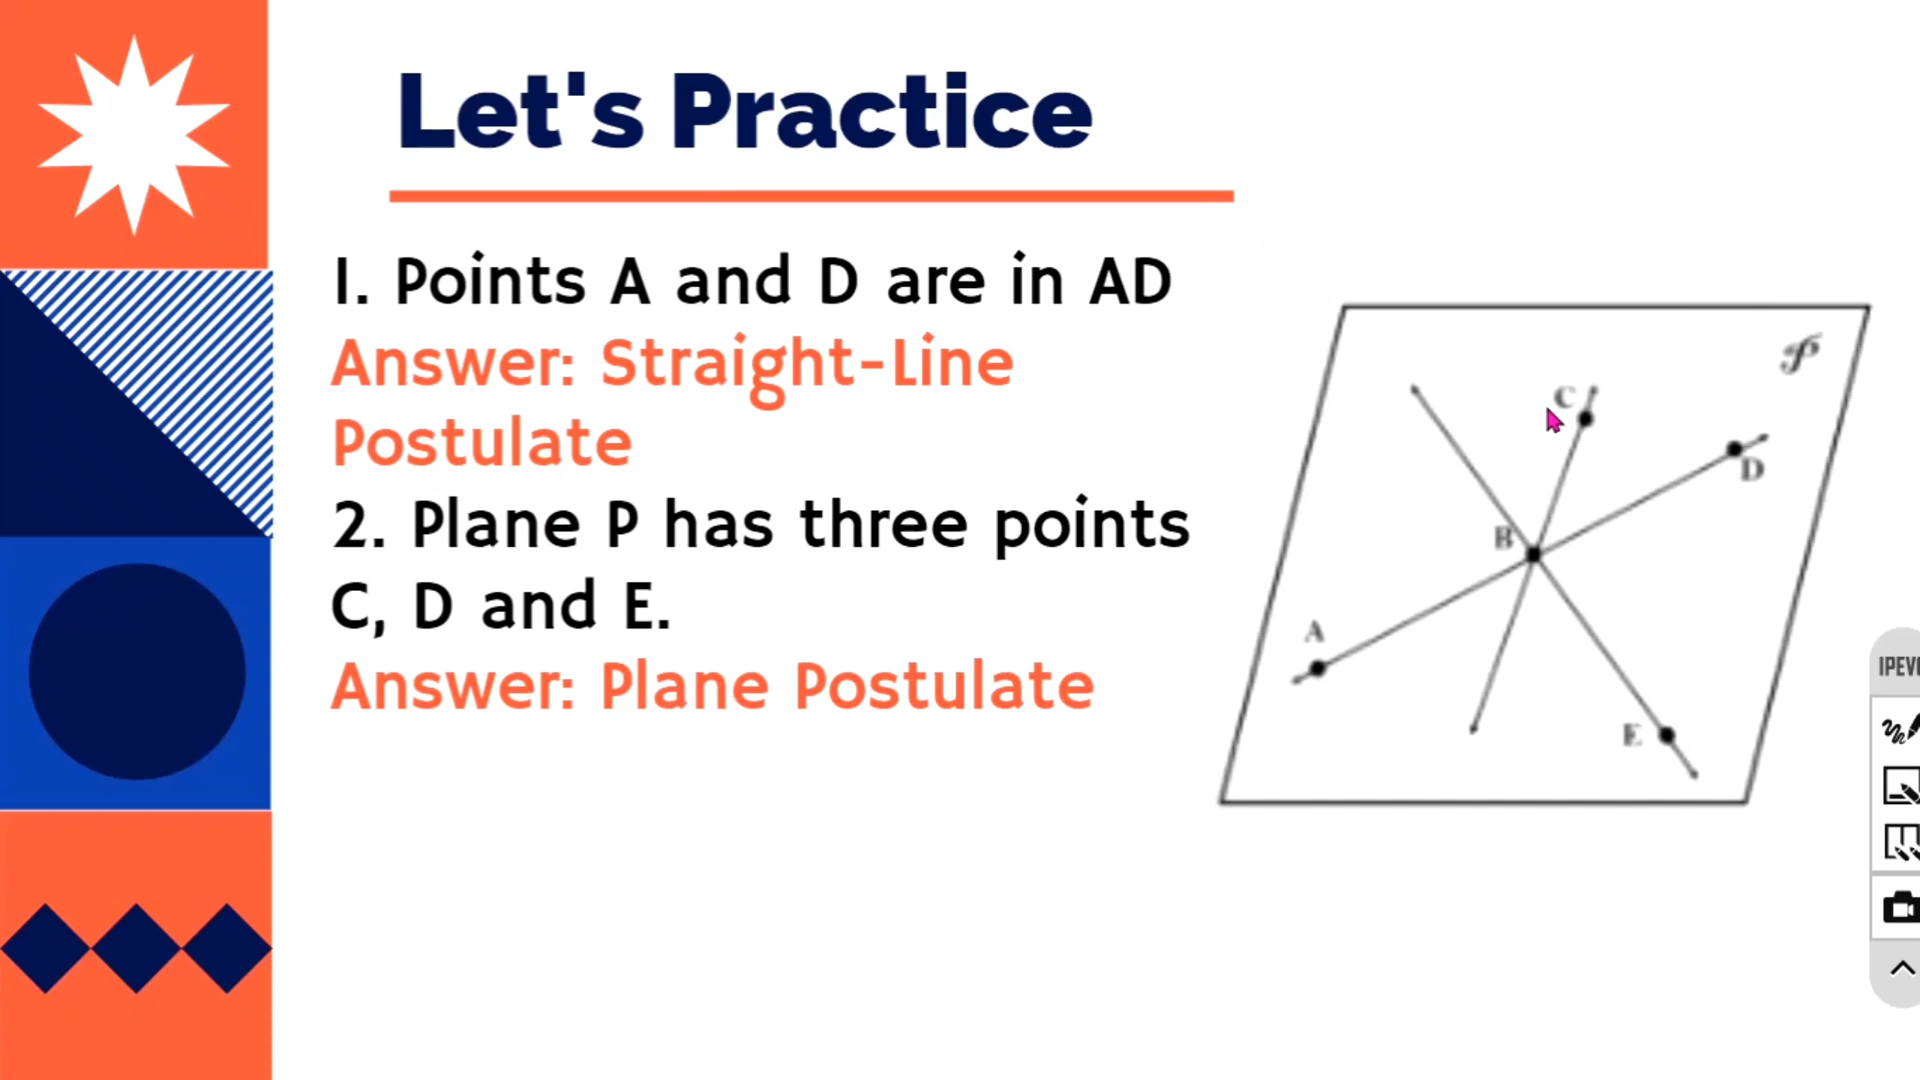 Let's Practice
1. Points A and D are in AD
Answer: Straight-Line
Postulate
2. Plane P has three points
C, D and E.
Answer: Plane Postulate
𝒫
C
D
B
A
E